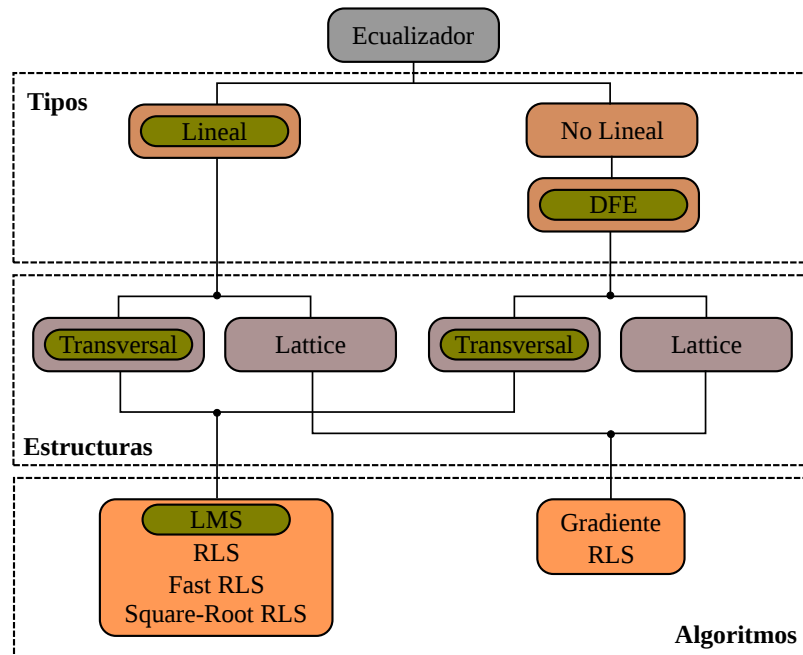 Ecualizador
Tipos
Lineal
No Lineal
DFE
Transversal
Lattice
Transversal
Lattice
Estructuras
LMS
RLS
Fast RLS
Square-Root RLS
Gradiente
RLS
Algoritmos